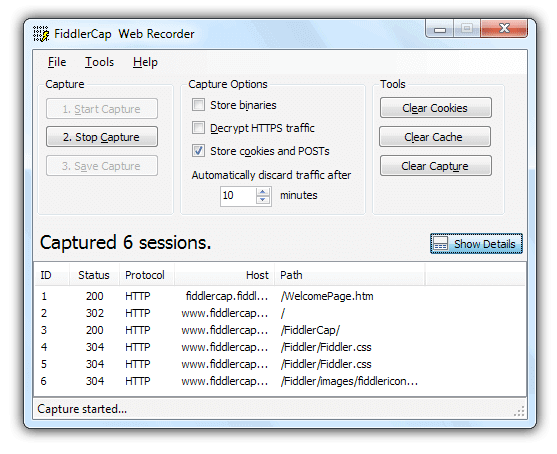 FiddlerCap Web Recorder
File Tools Help
Capture
1. Start Capture
2. Stop Capture
3. Save Capture
Capture Options
Store binaries
Decrypt HTTPS traffic
Store cookies and POSTs
Automatically discard traffic after
10 minutes
Tools
Clear Cookies
Clear Cache
Clear Capture
Captured 6 sessions.
Show Details
ID Status Protocol Host Path
1 200 HTTP fiddlercap.fiddl... /WelcomePage.htm
2 302 HTTP www.fiddlercap... /
3 200 HTTP www.fiddlercap... /FiddlerCap/
4 304 HTTP www.fiddlercap... /Fiddler/Fiddler.css
5 304 HTTP www.fiddlercap... /Fiddler/Fiddler.css
6 304 HTTP www.fiddlercap... /Fiddler/images/fiddlericon...
Capture started...